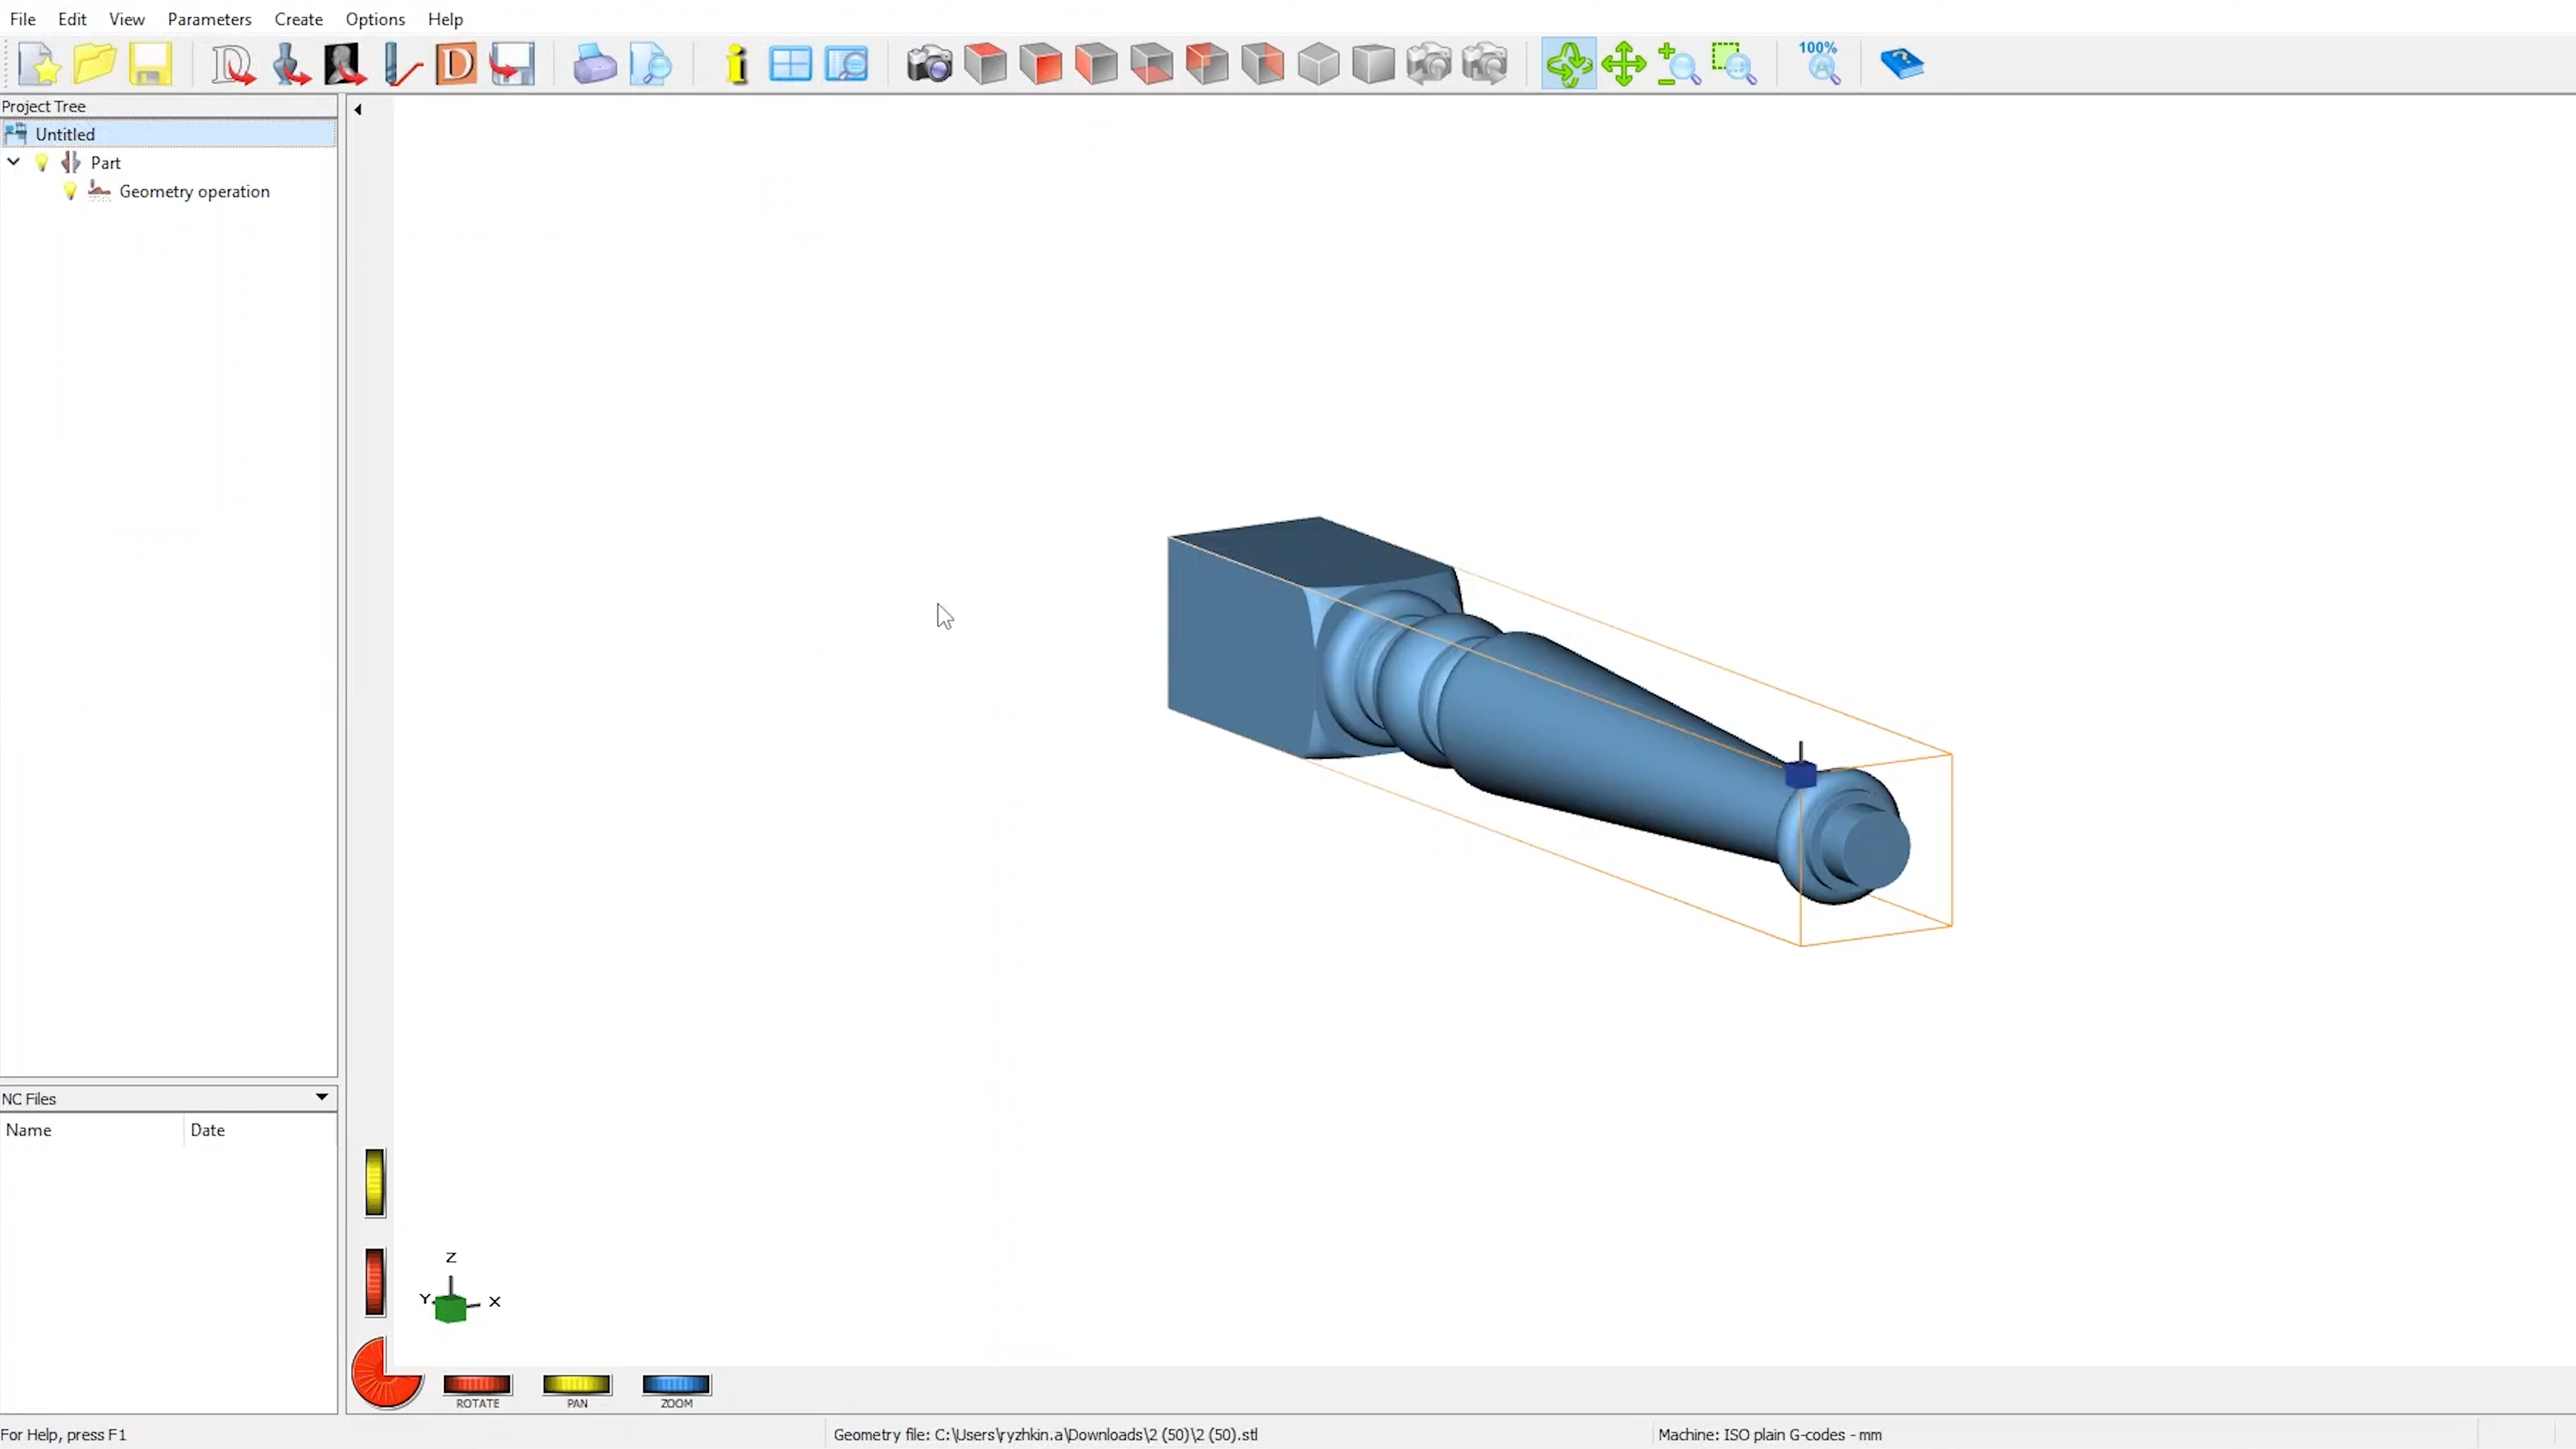 File Edit View Parameters Create Options Help
D D i 100% A ?
Project Tree
Untitled
Part
Geometry operation
NC Files
Name Date
Z
Y X
ROTATE PAN ZOOM
For Help, press F1 Geometry file: C:\Users\ryzhkin.a\Downloads\2 (50)\2 (50).stl Machine: ISO plain G-codes - mm